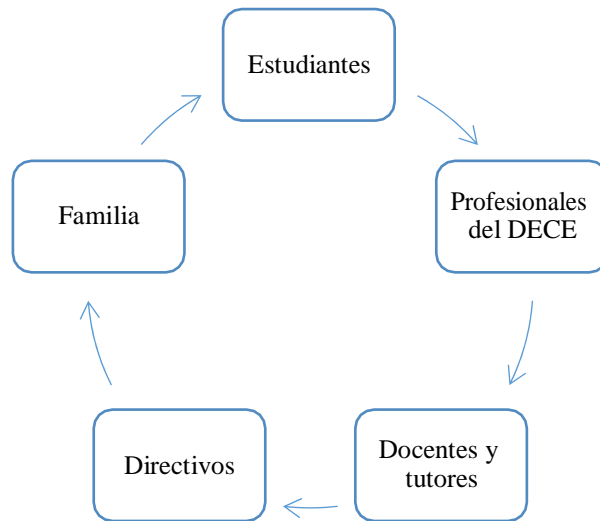 Estudiantes
Profesionales
del DECE
Docentes y
tutores
Directivos
Familia